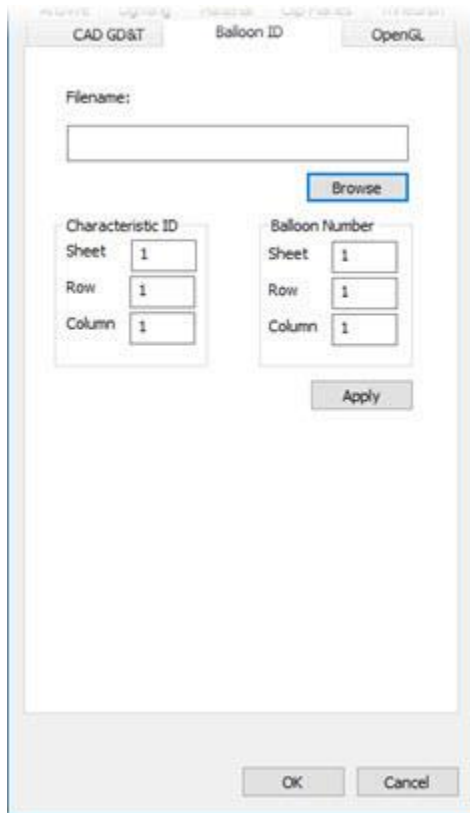 CAD GD&T Balloon ID OpenGL
Filename:
Browse
Characteristic ID Balloon Number
Sheet 1 Sheet 1
Row 1 Row 1
Column 1 Column 1
Apply
OK Cancel